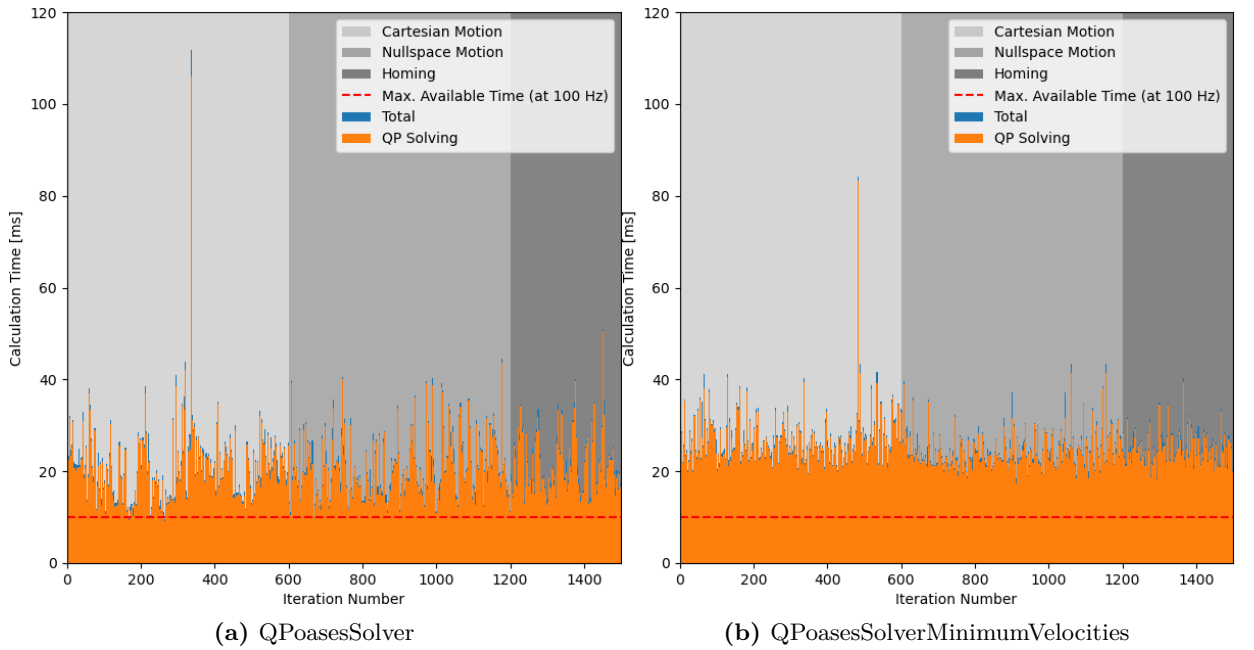 120
100
80
60
40
20
0
Calculation Time [ms]
0 200 400 600 800 1000 1200 1400
Iteration Number
Cartesian Motion
Nullspace Motion
Homing
Max. Available Time (at 100 Hz)
Total
QP Solving
(a) QPoasesSolver
120
100
80
60
40
20
0
Calculation Time [ms]
0 200 400 600 800 1000 1200 1400
Iteration Number
Cartesian Motion
Nullspace Motion
Homing
Max. Available Time (at 100 Hz)
Total
QP Solving
(b) QPoasesSolverMinimumVelocities